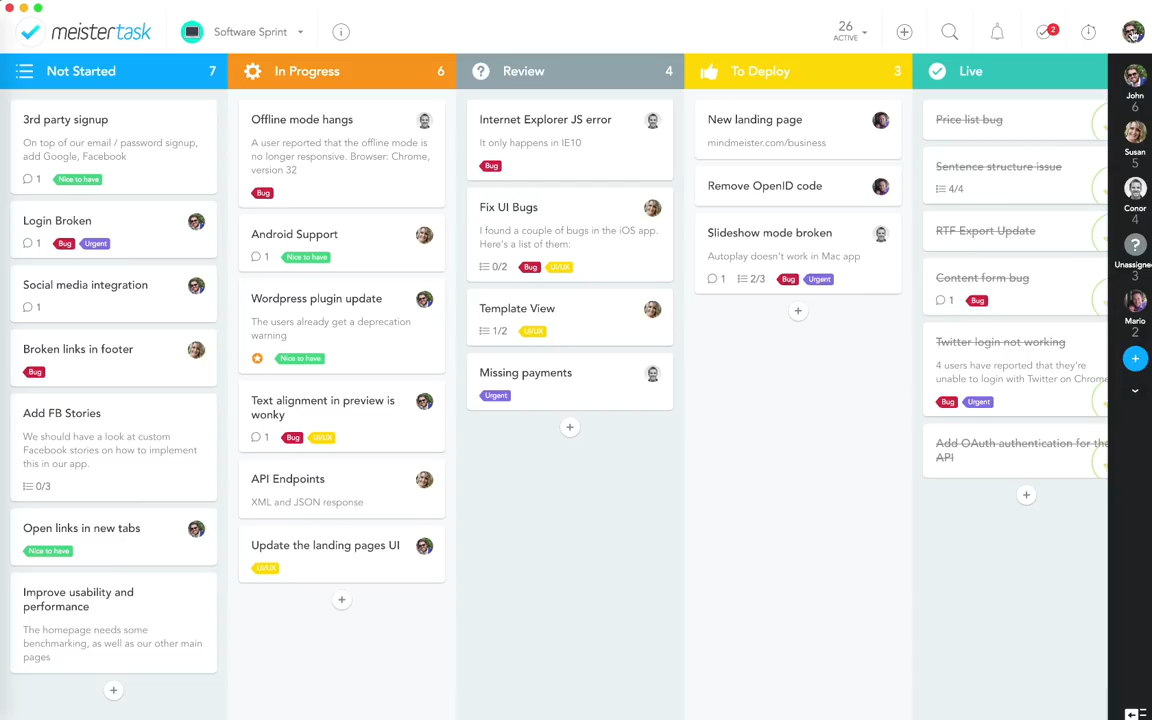 meistertask
Software Sprint
26
ACTIVE
2
Not Started 7
3rd party signup
On top of our email / password signup,
add Google, Facebook
1 Nice to have
Login Broken
1 Bug Urgent
Social media integration
1
Broken links in footer
Bug
Add FB Stories
We should have a look at custom
Facebook stories on how to implement
this in our app.
0/3
Open links in new tabs
Nice to have
Improve usability and
performance
The homepage needs some
benchmarking, as well as our other main
pages
In Progress 6
Offline mode hangs
A user reported that the offline mode is
no longer responsive. Browser: Chrome,
version 32
Bug
Android Support
1 Nice to have
Wordpress plugin update
The users already get a deprecation
warning
Nice to have
Text alignment in preview is
wonky
1 Bug UI/UX
API Endpoints
XML and JSON response
Update the landing pages UI
UI/UX
Review 4
Internet Explorer JS error
It only happens in IE10
Bug
Fix UI Bugs
I found a couple of bugs in the iOS app.
Here's a list of them:
0/2 Bug UI/UX
Template View
1/2 UI/UX
Missing payments
Urgent
To Deploy 3
New landing page
mindmeister.com/business
Remove OpenID code
Slideshow mode broken
Autoplay doesn't work in Mac app
1 2/3 Bug Urgent
Live
Price list bug
Sentence structure issue
4/4
RTF Export Update
Content form bug
1 Bug
Twitter login not working
4 users have reported that they're
unable to login with Twitter on Chrome
Bug Urgent
Add OAuth authentication for the
API
John
6
Susan
5
Conor
4
Unassigne
3
Mario
2